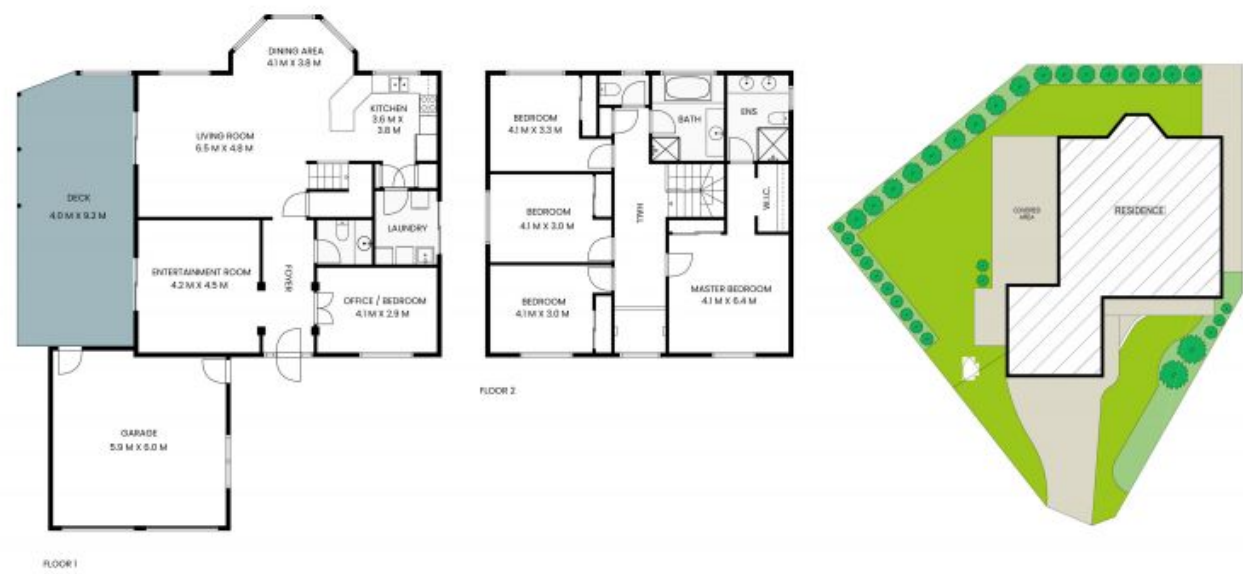 DINING AREA
4.1 M X 3.8 M
KITCHEN
3.6 M X
3.8 M
LIVING ROOM
6.5 M X 4.8 M
DECK
4.0 M X 9.2 M
LAUNDRY
ENTERTAINMENT ROOM
4.2 M X 4.5 M
FOYER
OFFICE / BEDROOM
4.1 M X 2.9 M
GARAGE
5.9 M X 6.0 M
FLOOR 1
BEDROOM
4.1 M X 3.3 M
BATH
ENS
BEDROOM
4.1 M X 3.0 M
HALL
W.I.C.
BEDROOM
4.1 M X 3.0 M
MASTER BEDROOM
4.1 M X 6.4 M
FLOOR 2
COVERED
AREA
RESIDENCE